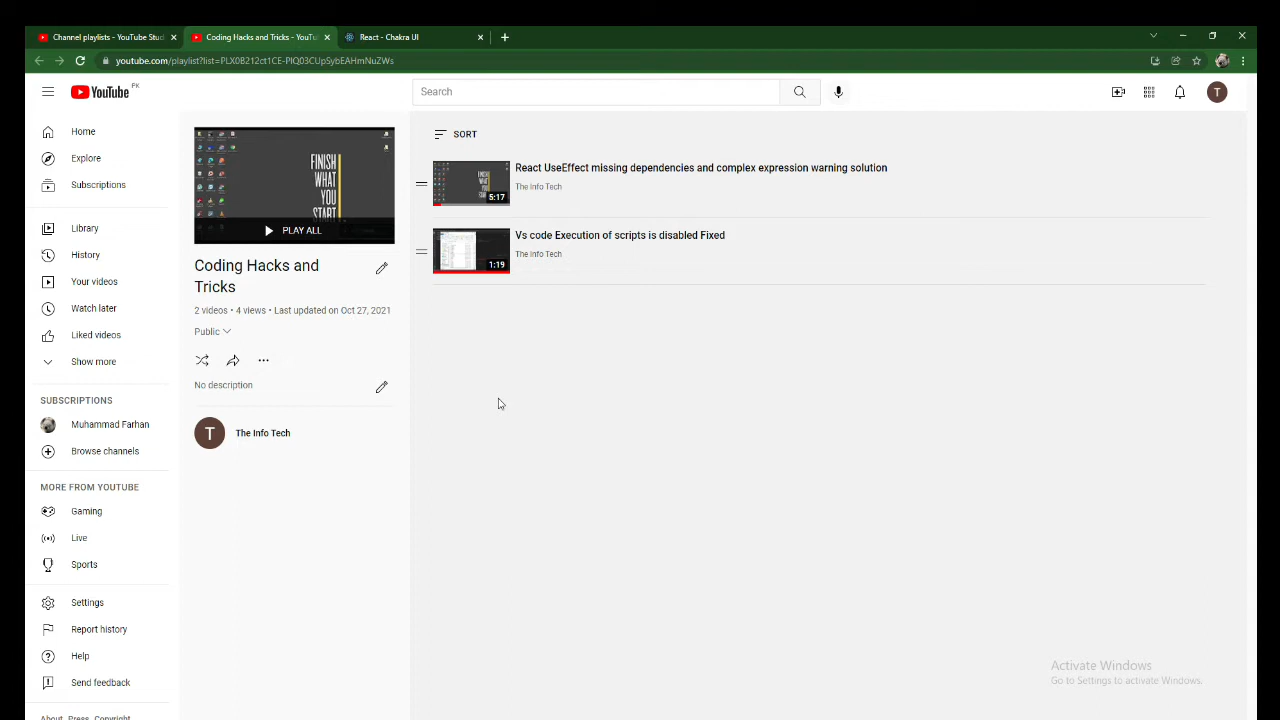 Channel playlists - YouTube Stud
Coding Hacks and Tricks - YouTu
React - Chakra UI
youtube.com/playlist?list=PLX0B212ct1CE-PlQ03CUpSybEAHmNuZWs
YouTube PK
Search
T
Home
Explore
Subscriptions
Library
History
Your videos
Watch later
Liked videos
Show more
SUBSCRIPTIONS
Muhammad Farhan
Browse channels
MORE FROM YOUTUBE
Gaming
Live
Sports
Settings
Report history
Help
Send feedback
About Press Copyright
FINISH
WHAT
YOU
START
PLAY ALL
Coding Hacks and
Tricks
2 videos • 4 views • Last updated on Oct 27, 2021
Public
No description
T The Info Tech
SORT
React UseEffect missing dependencies and complex expression warning solution
The Info Tech
5:17
Vs code Execution of scripts is disabled Fixed
The Info Tech
1:19
Activate Windows
Go to Settings to activate Windows.